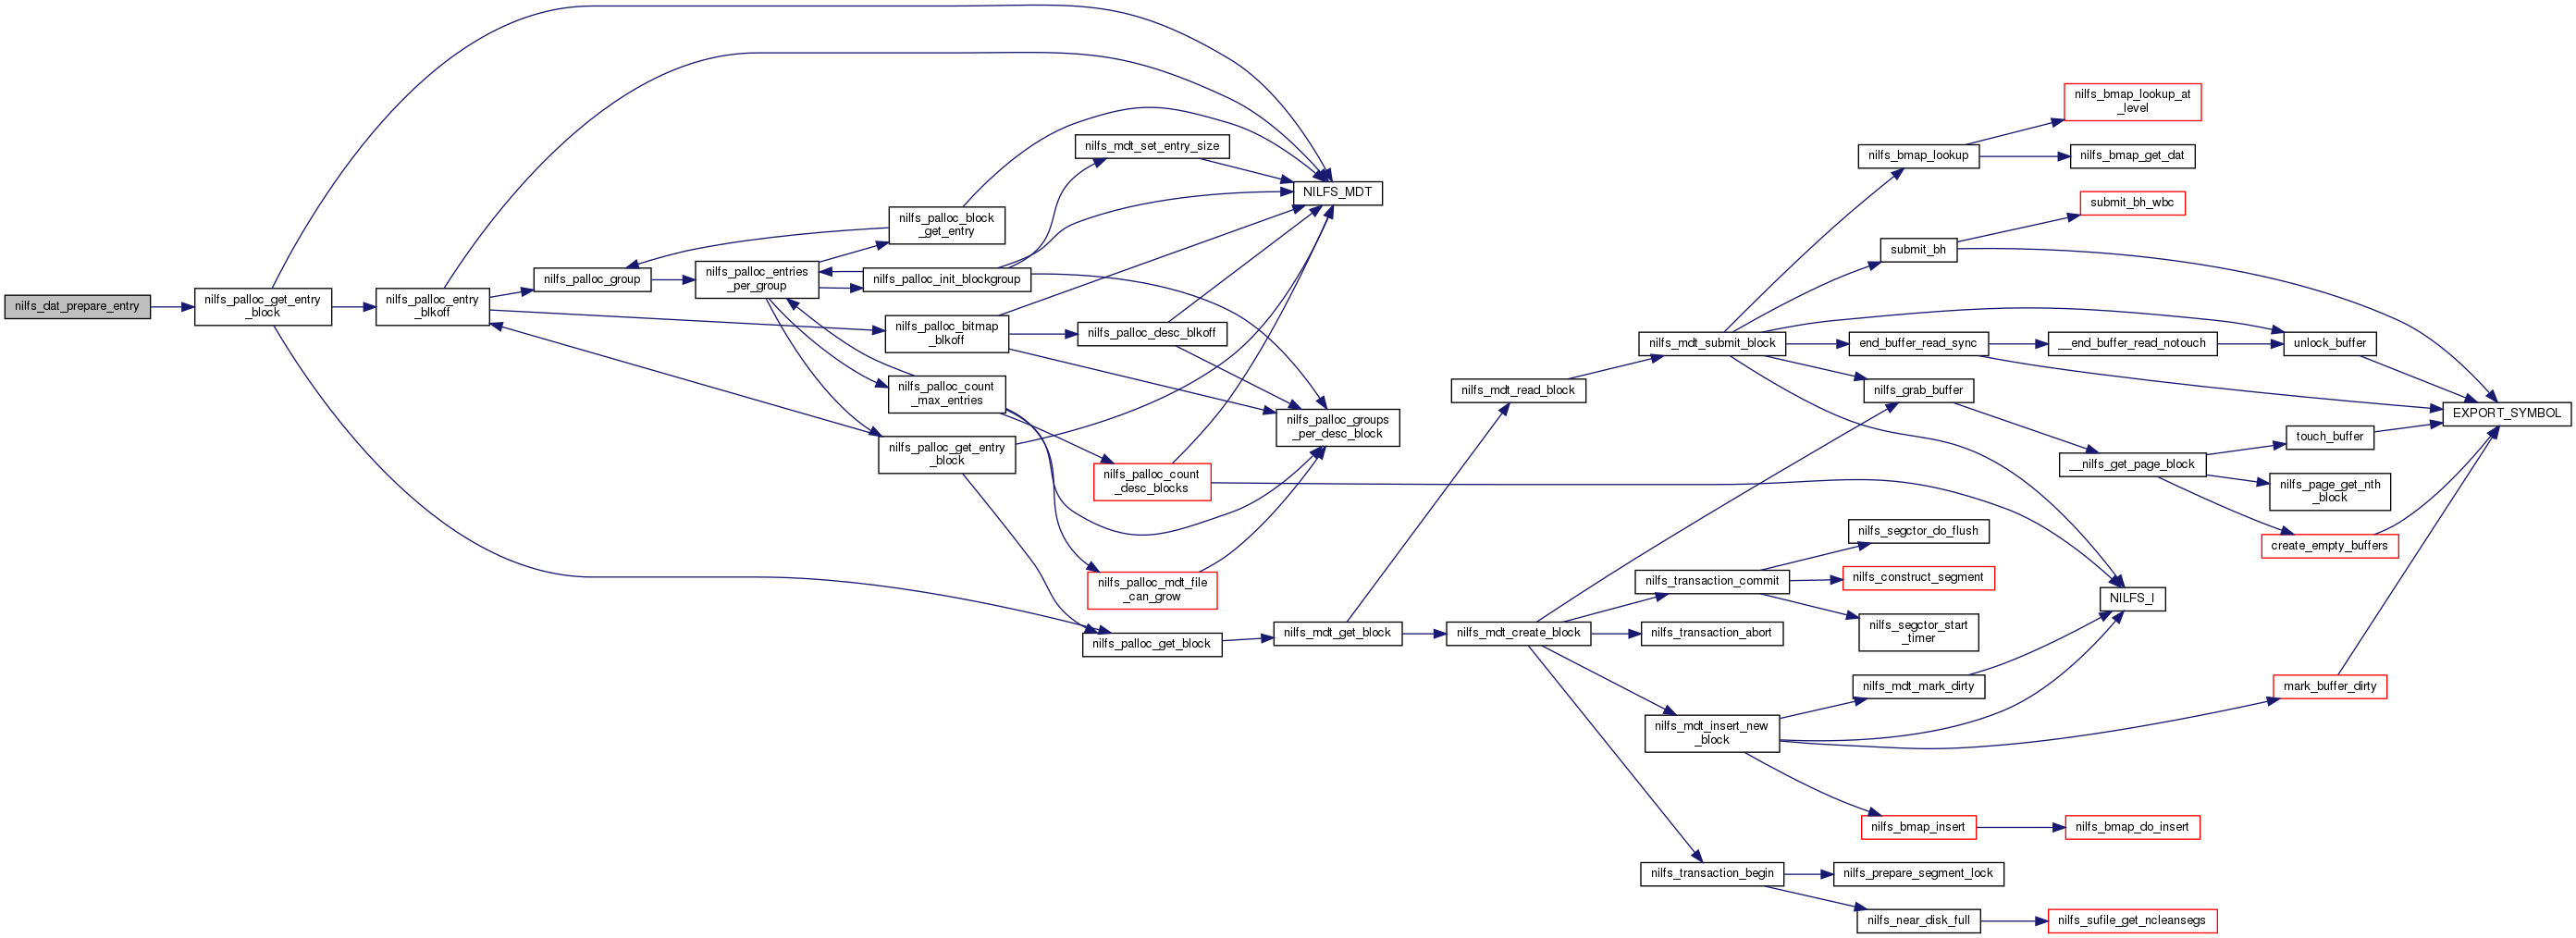 nilfs_dat_prepare_entry
nilfs_palloc_get_entry
_block
nilfs_palloc_entry
_blkoff
nilfs_palloc_group
nilfs_palloc_entries
_per_group
nilfs_palloc_block
_get_entry
nilfs_palloc_init_blockgroup
nilfs_palloc_bitmap
_blkoff
nilfs_palloc_count
_max_entries
nilfs_palloc_get_entry
_block
nilfs_mdt_set_entry_size
nilfs_palloc_desc_blkoff
nilfs_palloc_count
_desc_blocks
nilfs_palloc_mdt_file
_can_grow
nilfs_palloc_get_block
NILFS_MDT
nilfs_palloc_groups
_per_desc_block
nilfs_mdt_get_block
nilfs_mdt_read_block
nilfs_mdt_create_block
nilfs_mdt_submit_block
nilfs_transaction_commit
nilfs_transaction_abort
nilfs_mdt_insert_new
_block
nilfs_transaction_begin
nilfs_bmap_lookup
submit_bh
end_buffer_read_sync
nilfs_grab_buffer
nilfs_segctor_do_flush
nilfs_construct_segment
nilfs_segctor_start
_timer
nilfs_mdt_mark_dirty
nilfs_bmap_insert
nilfs_prepare_segment_lock
nilfs_near_disk_full
nilfs_bmap_lookup_at
_level
nilfs_bmap_get_dat
submit_bh_wbc
__end_buffer_read_notouch
__nilfs_get_page_block
NILFS_I
nilfs_bmap_do_insert
nilfs_sufile_get_ncleansegs
unlock_buffer
touch_buffer
nilfs_page_get_nth
_block
create_empty_buffers
mark_buffer_dirty
EXPORT_SYMBOL